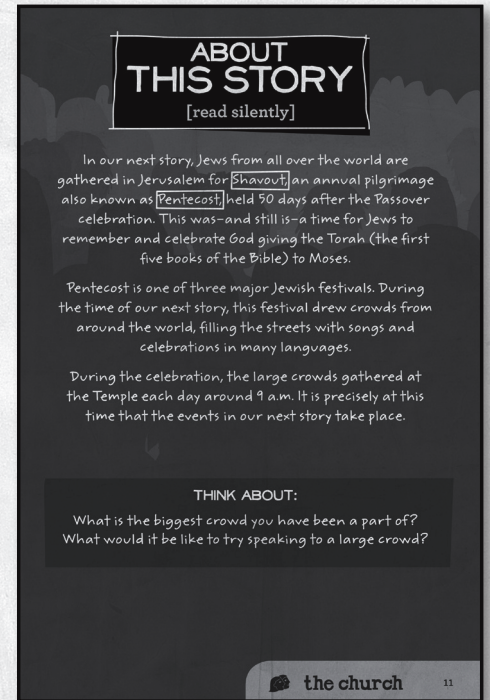 ABOUT
THIS STORY
[read silently]
In our next story, Jews from all over the world are
gathered in Jerusalem for Shavout, an annual pilgrimage
also known as Pentecost, held 50 days after the Passover
celebration. This was–and still is–a time for Jews to
remember and celebrate God giving the Torah (the first
five books of the Bible) to Moses.
Pentecost is one of three major Jewish festivals. During
the time of our next story, this festival drew crowds from
around the world, filling the streets with songs and
celebrations in many languages.
During the celebration, the large crowds gathered at
the Temple each day around 9 a.m. It is precisely at this
time that the events in our next story take place.
THINK ABOUT:
What is the biggest crowd you have been a part of?
What would it be like to try speaking to a large crowd?
the church 11